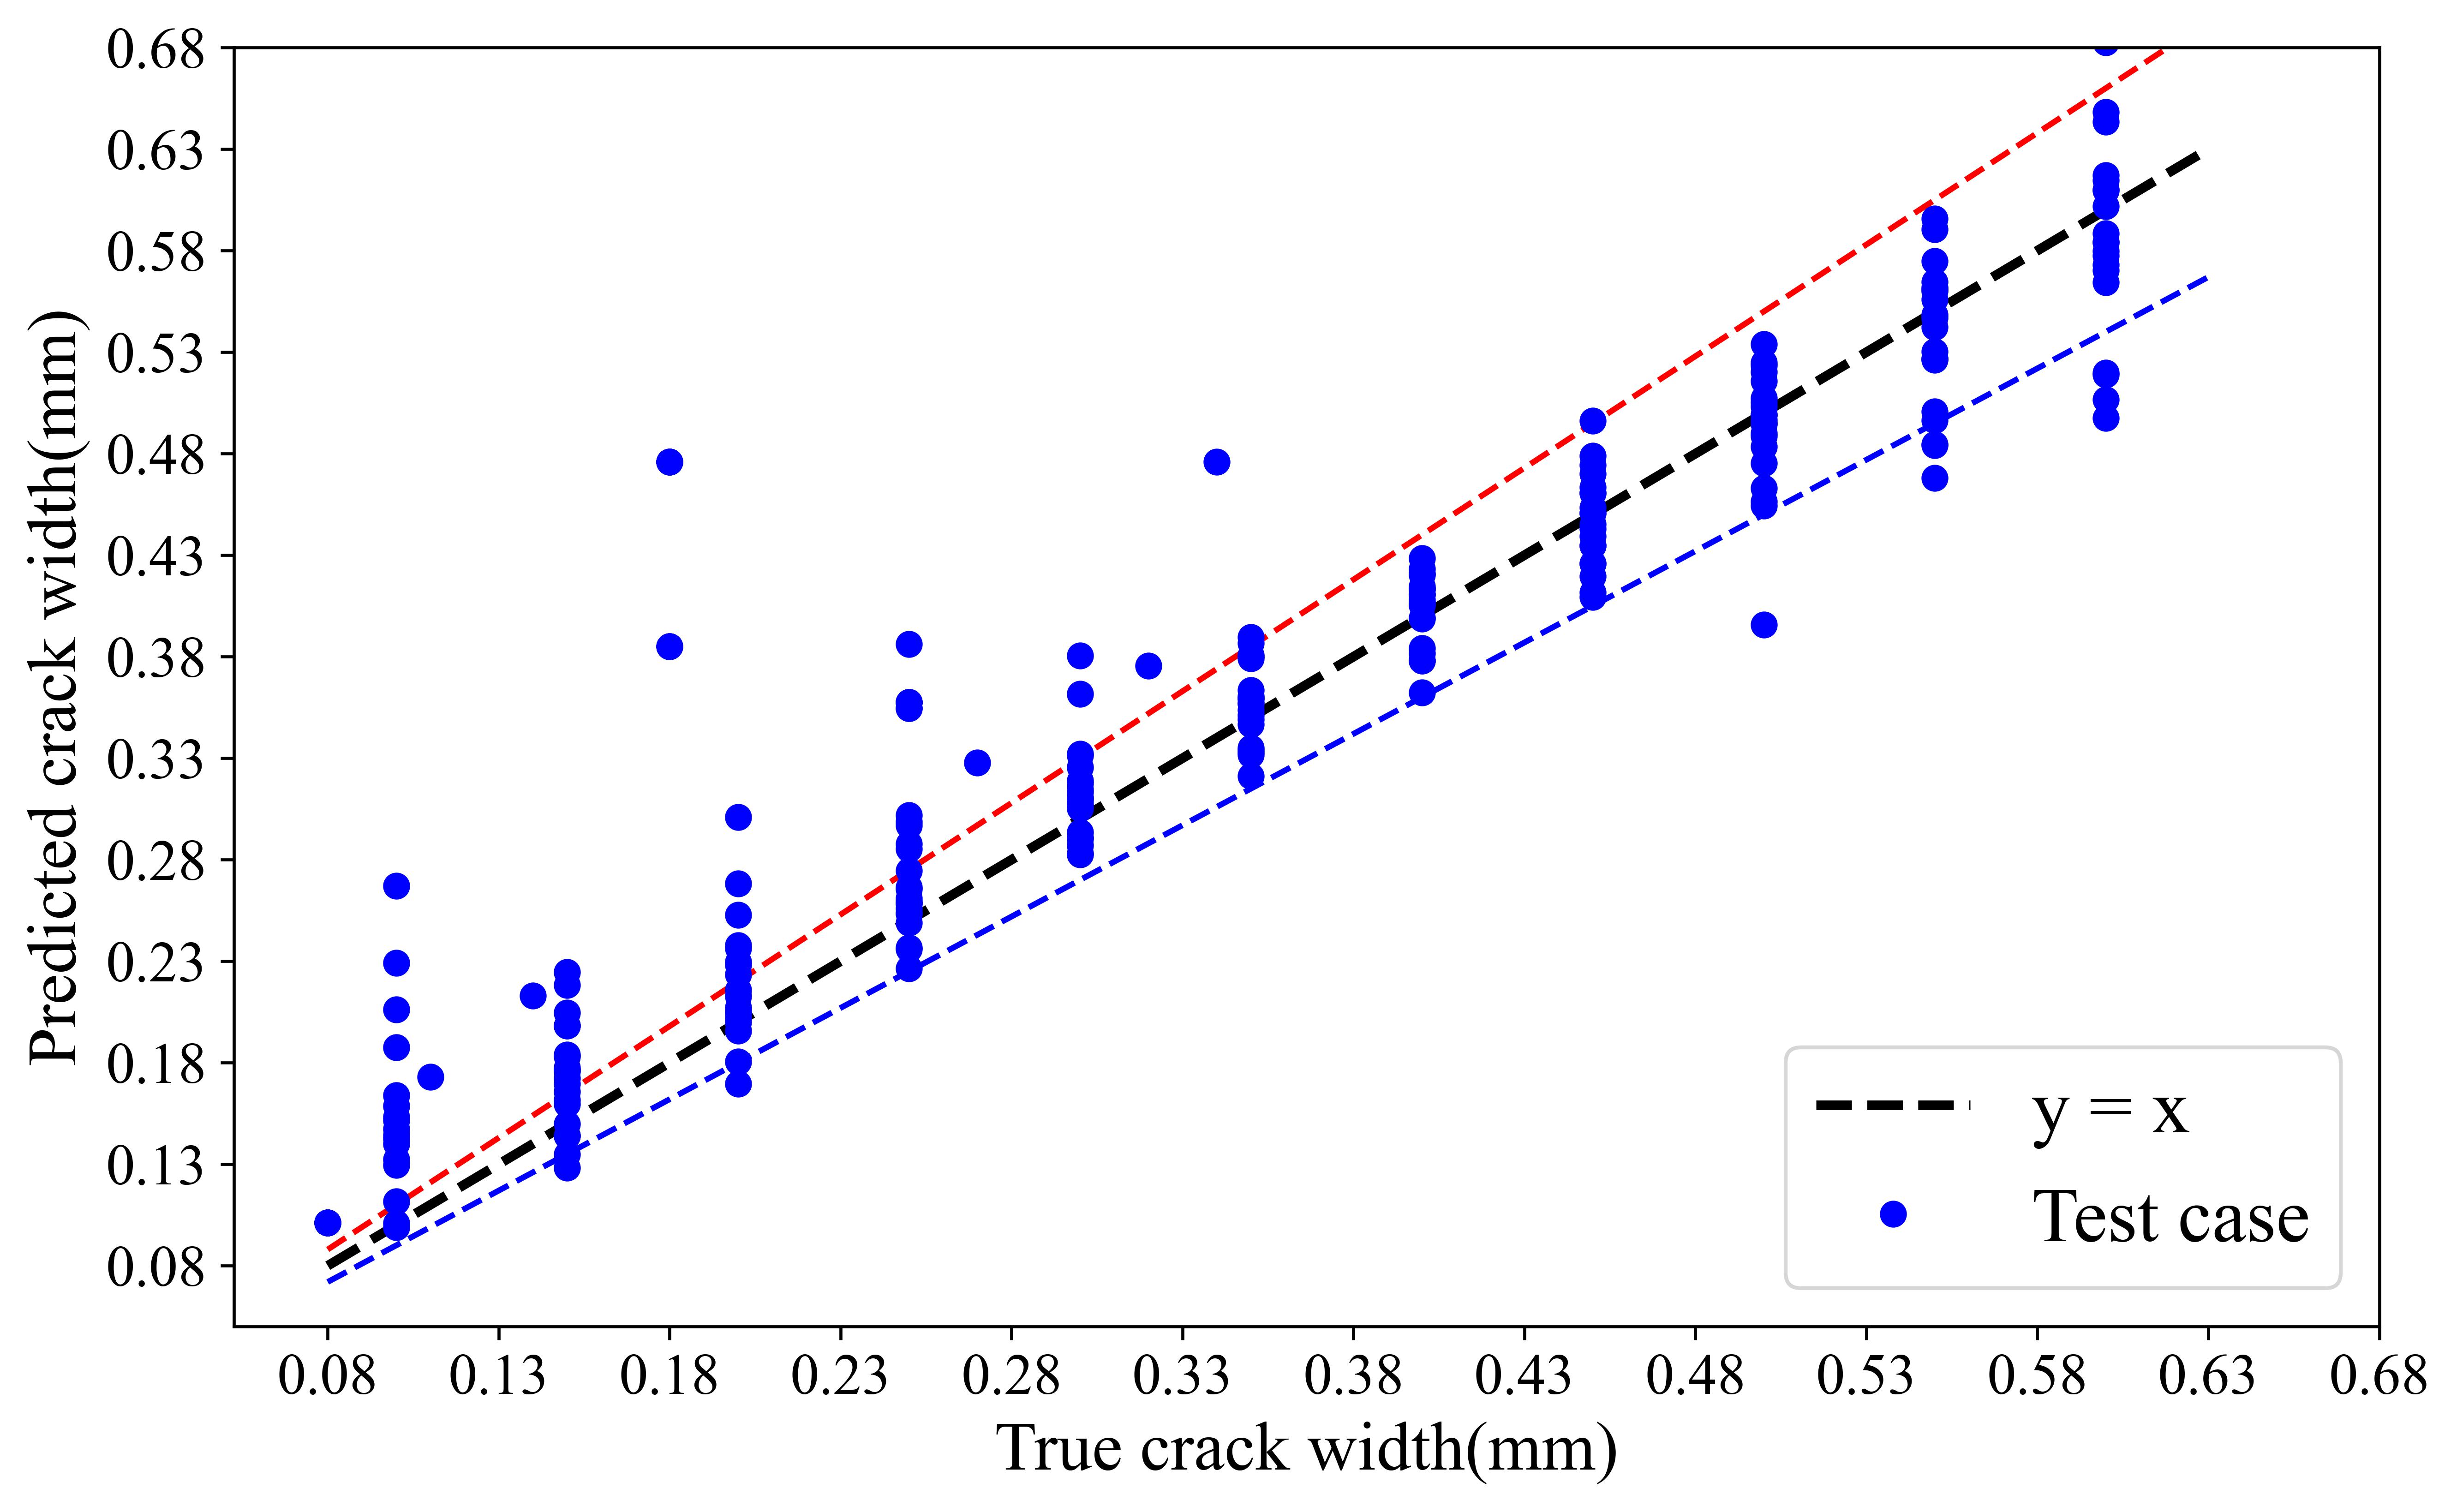 Predicted crack width(mm)
0.68
0.63
0.58
0.53
0.48
0.43
0.38
0.33
0.28
0.23
0.18
0.13
0.08
y = x
Test case
0.08 0.13 0.18 0.23 0.28 0.33 0.38 0.43 0.48 0.53 0.58 0.63 0.68
True crack width(mm)